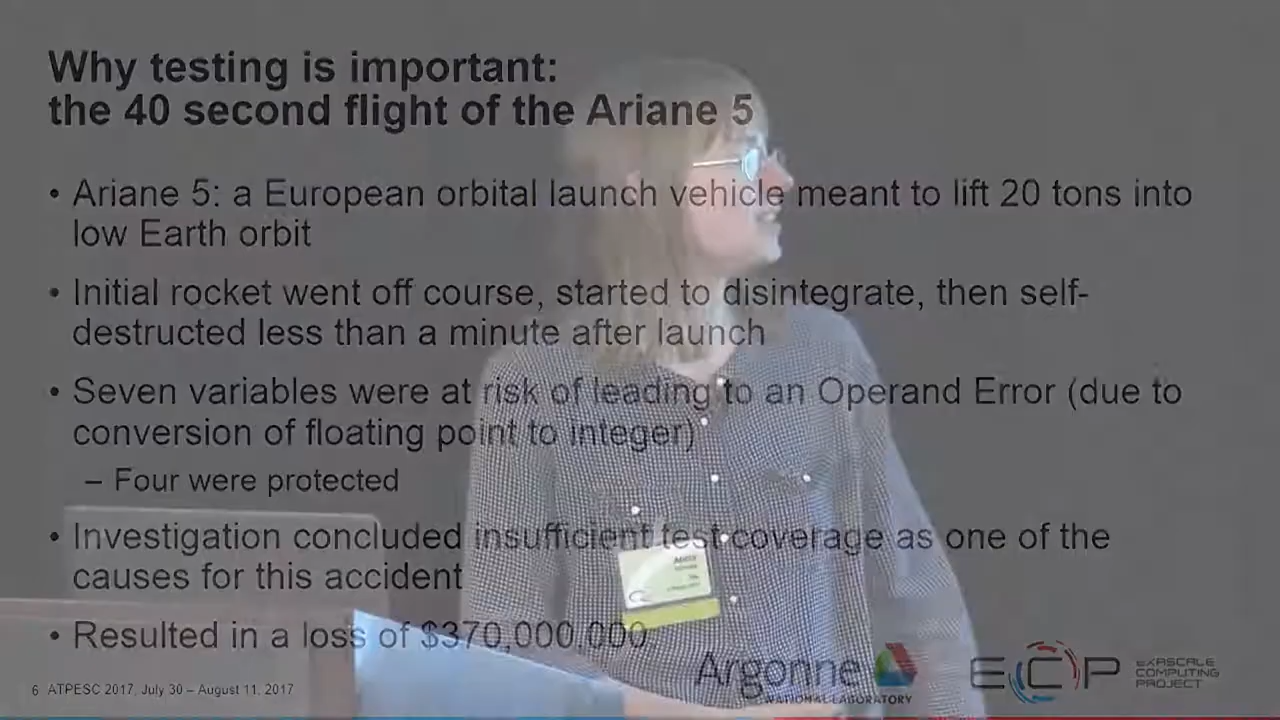 Why testing is important:
the 40 second flight of the Ariane 5
• Ariane 5: a European orbital launch vehicle meant to lift 20 tons into
low Earth orbit
• Initial rocket went off course, started to disintegrate, then self-
destructed less than a minute after launch
• Seven variables were at risk of leading to an Operand Error (due to
conversion of floating point to integer)
– Four were protected
• Investigation concluded insufficient test coverage as one of the
causes for this accident
• Resulted in a loss of $370,000,000
6 ATPESC 2017, July 30 – August 11, 2017
Argonne
NATIONAL LABORATORY
ECP
EXASCALE
COMPUTING
PROJECT